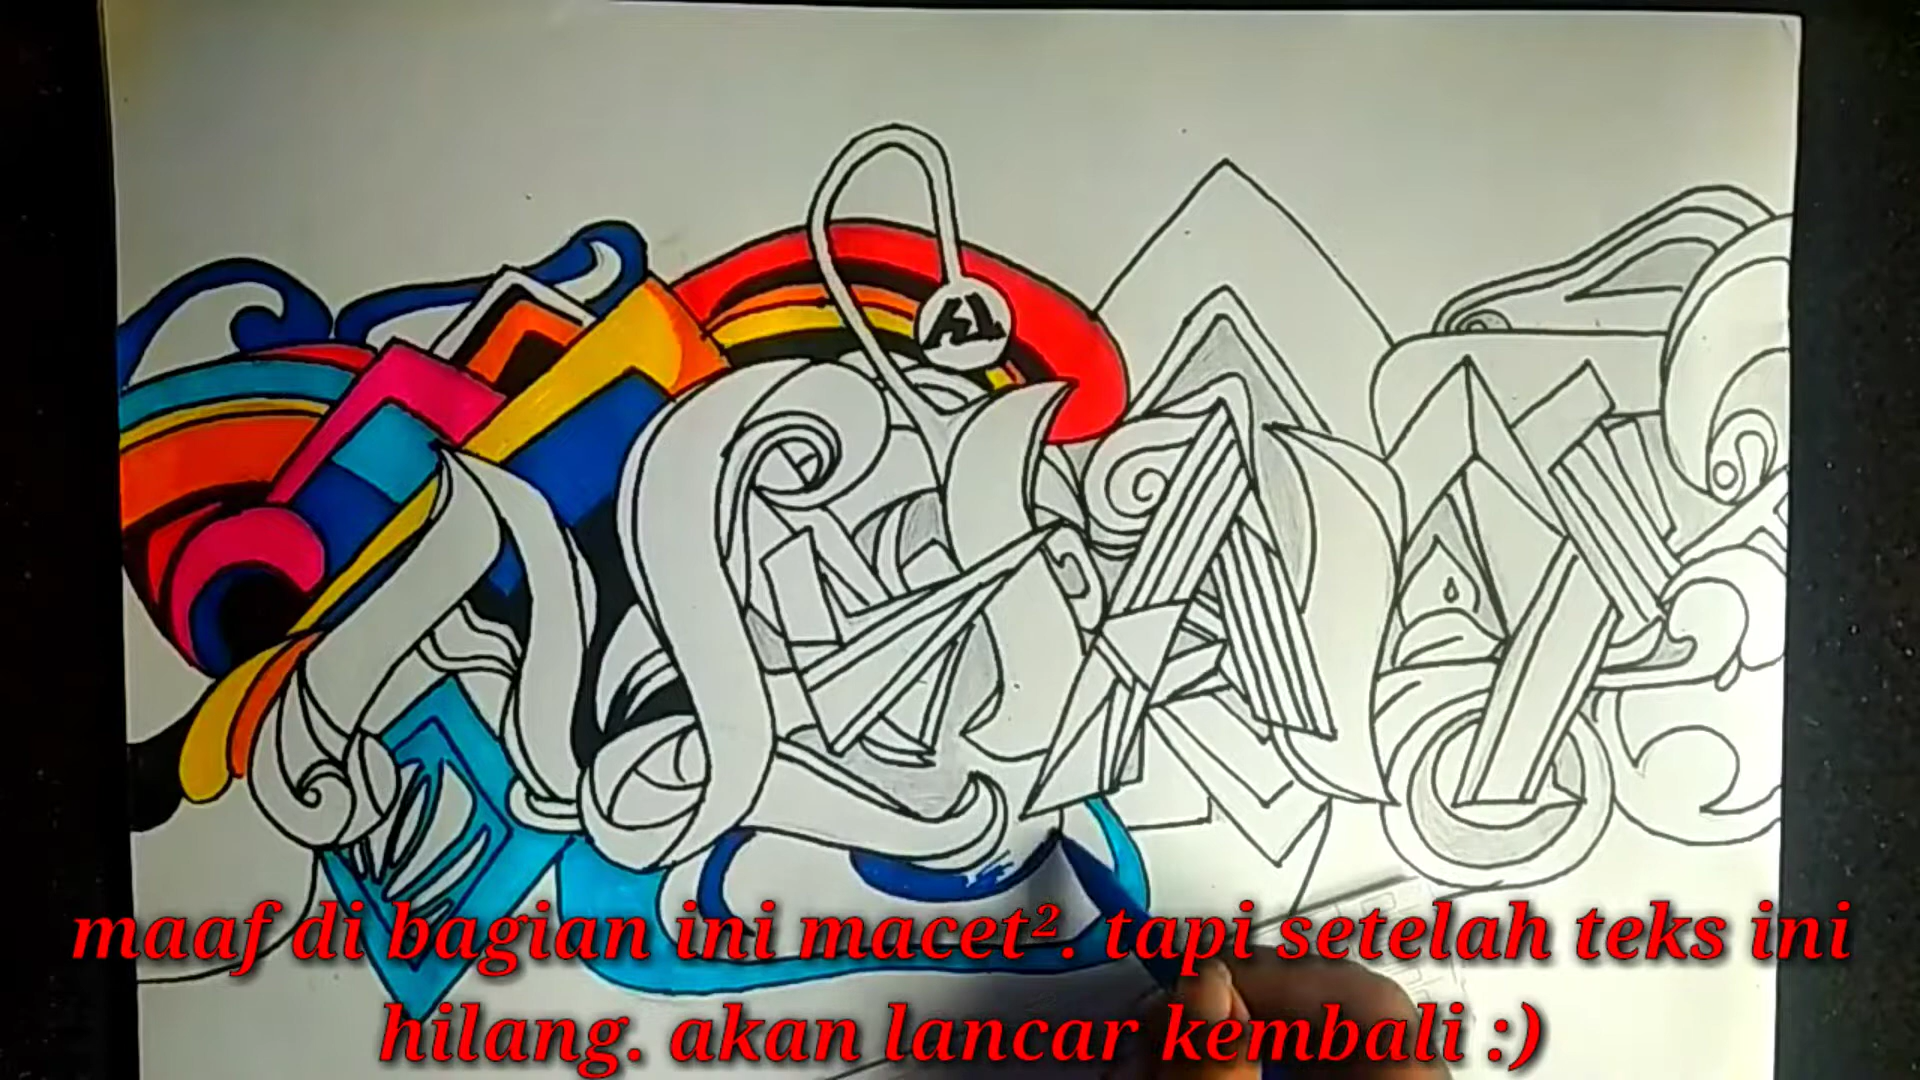 maaf di bagian ini macet². tapi setelah teks ini
hilang. akan lancar kembali :)